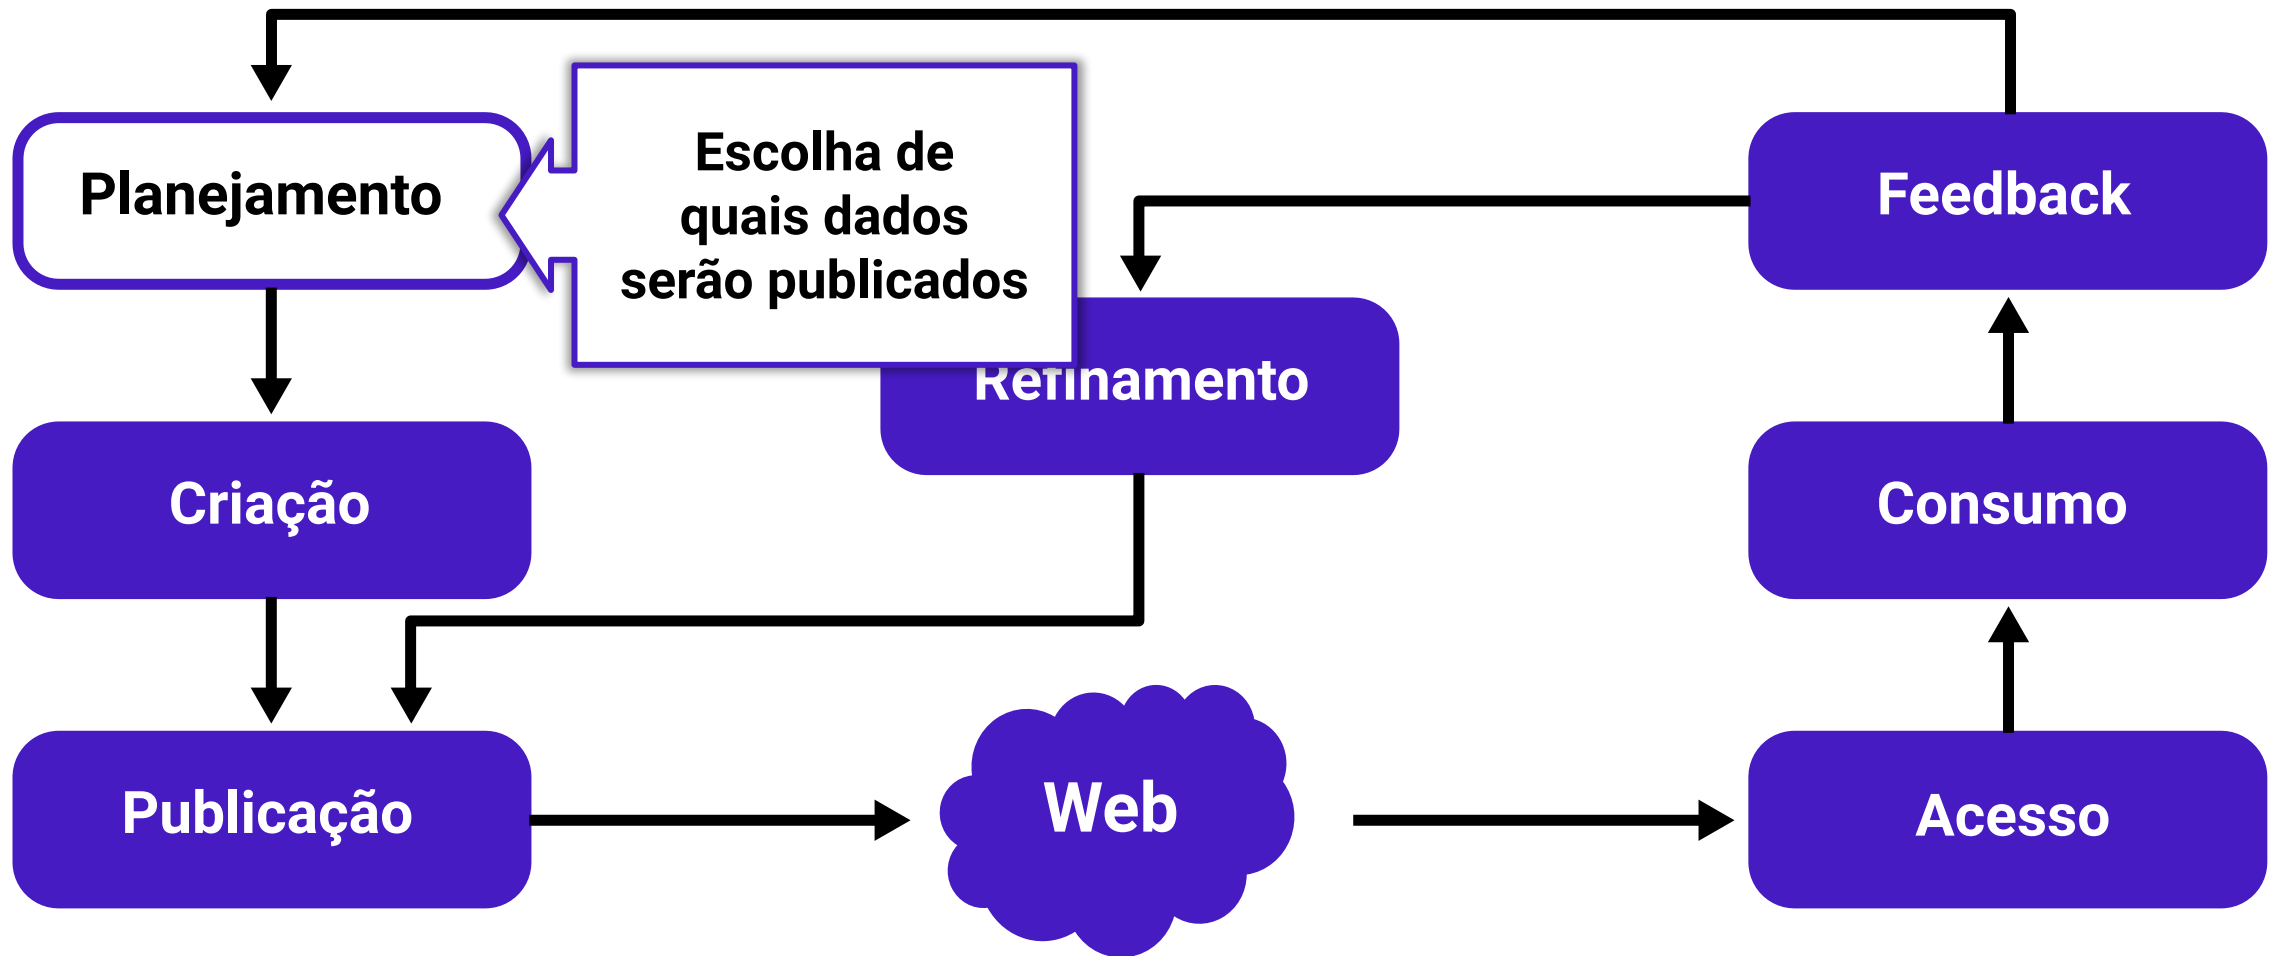 Planejamento
Escolha de
quais dados
serão publicados
Feedback
Refinamento
Criação
Consumo
Publicação
Web
Acesso